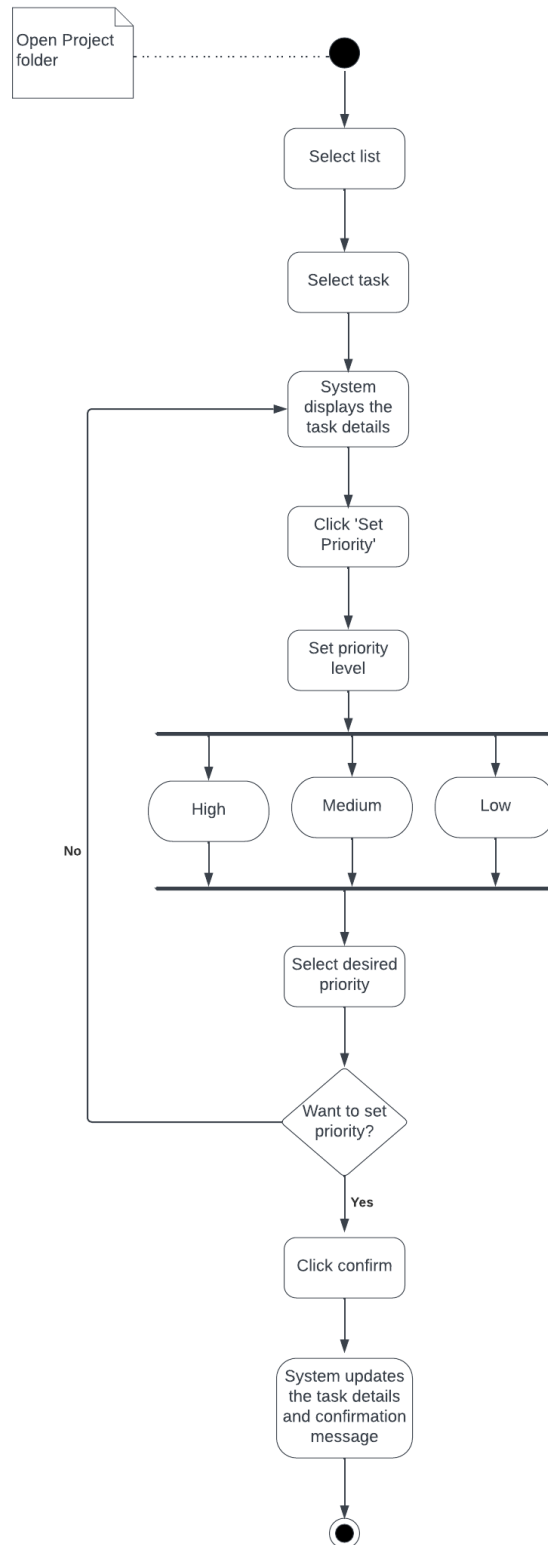 Open Project
folder
Select list
Select task
System
displays the
task details
Click 'Set
Priority'
Set priority
level
High
Medium
Low
No
Select desired
priority
Want to set
priority?
Yes
Click confirm
System updates
the task details
and confirmation
message